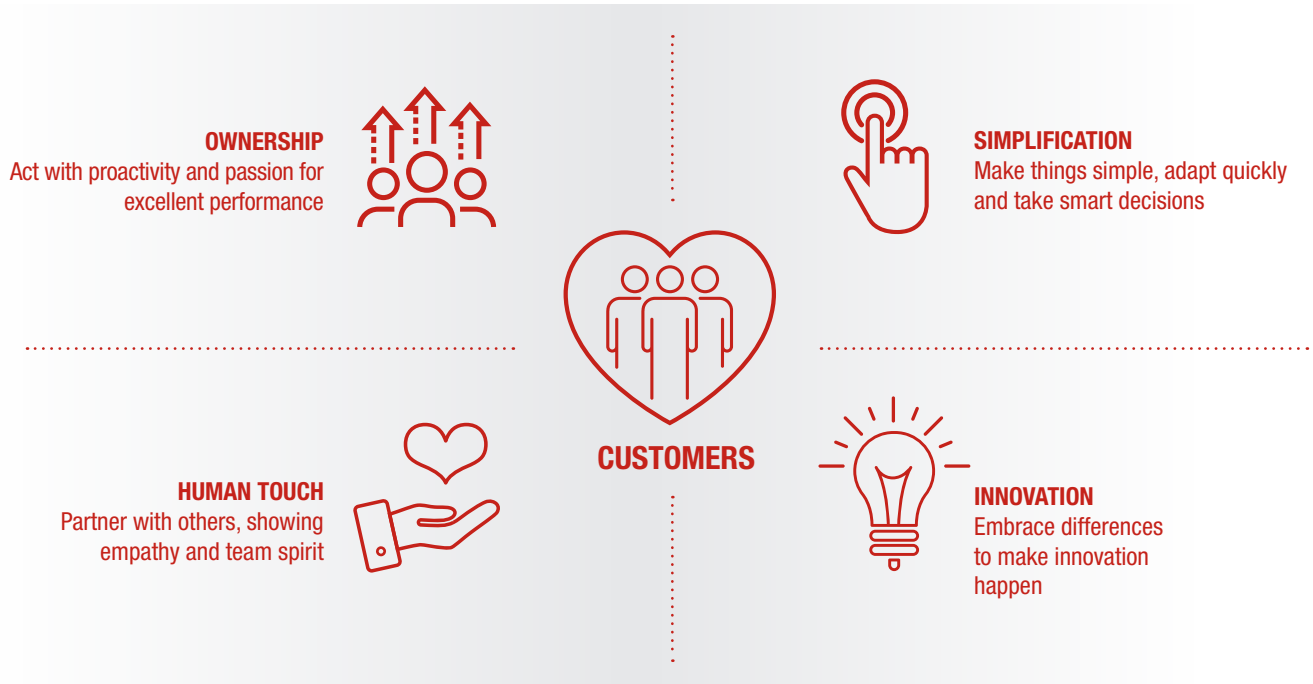 OWNERSHIP
Act with proactivity and passion for
excellent performance
SIMPLIFICATION
Make things simple, adapt quickly
and take smart decisions
CUSTOMERS
HUMAN TOUCH
Partner with others, showing
empathy and team spirit
INNOVATION
Embrace differences
to make innovation
happen